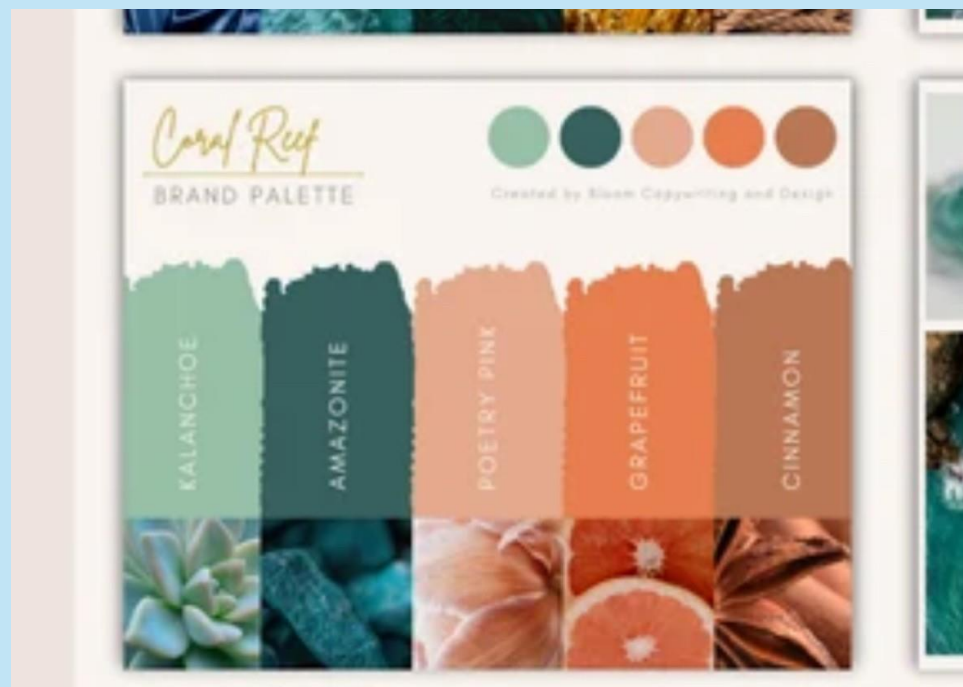 Coral Reef
BRAND PALETTE
Created by Bloom Copywriting and Design
KALANCHOE
AMAZONITE
POETRY PINK
GRAPEFRUIT
CINNAMON